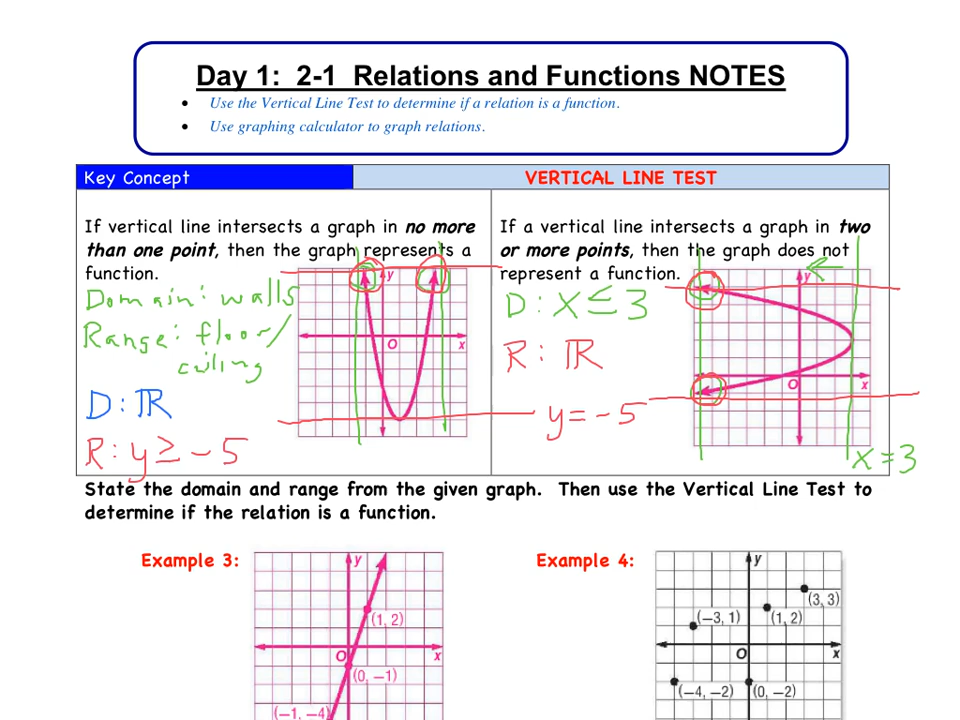 Day 1: 2-1 Relations and Functions NOTES
• Use the Vertical Line Test to determine if a relation is a function.
• Use graphing calculator to graph relations.
Key Concept
VERTICAL LINE TEST
If vertical line intersects a graph in no more
than one point, then the graph represents a
function.
Domain: walls
Range: floor/
ceiling
D: ℝ
R: y ≥ -5
y
O
x
y = -5
If a vertical line intersects a graph in two
or more points, then the graph does not
represent a function.
D: x ≤ 3
R: ℝ
y
O
x
x = 3
State the domain and range from the given graph. Then use the Vertical Line Test to
determine if the relation is a function.
Example 3:
y
(1, 2)
O
x
(0, −1)
(−1, −4)
Example 4:
y
(3, 3)
(−3, 1)
(1, 2)
O
x
(−4, −2)
(0, −2)